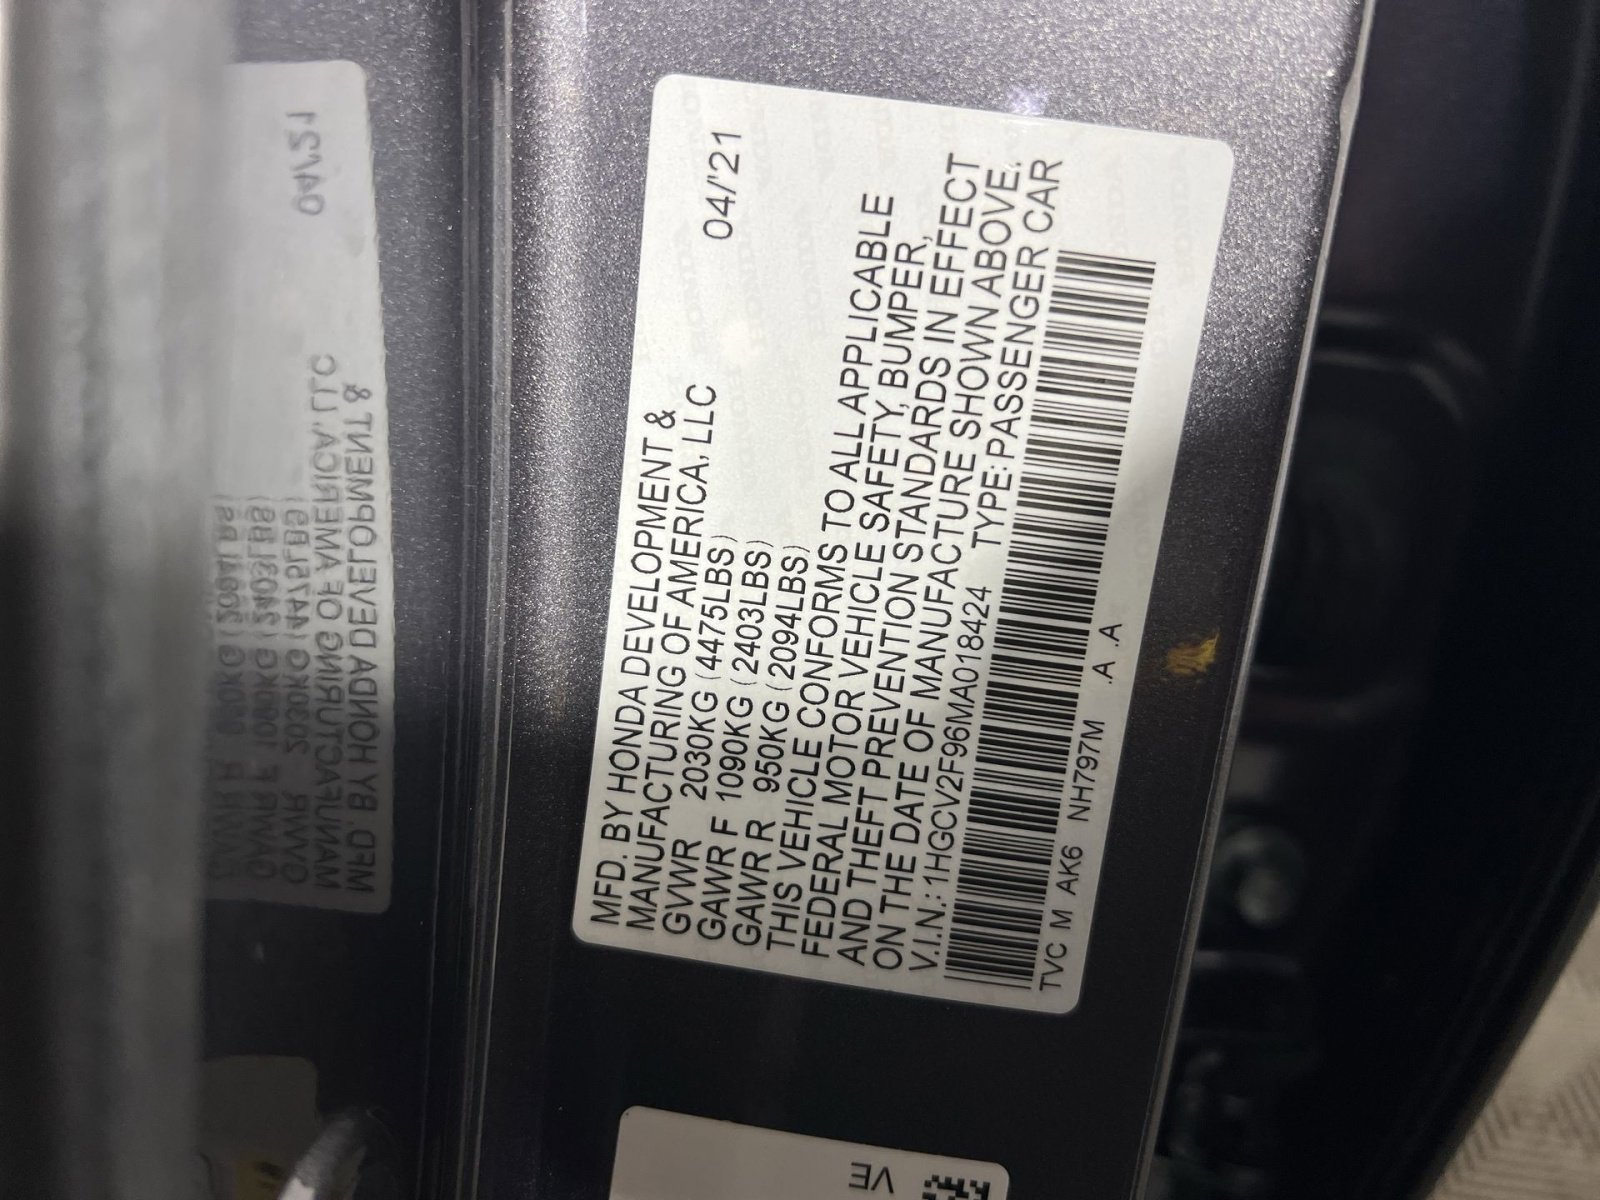 MFD. BY HONDA DEVELOPMENT &
MANUFACTURING OF AMERICA, LLC 04/'21
GVWR 2030KG (4475LBS)
GAWR F 1090KG (2403LBS)
GAWR R 950KG (2094LBS)
THIS VEHICLE CONFORMS TO ALL APPLICABLE
FEDERAL MOTOR VEHICLE SAFETY, BUMPER,
AND THEFT PREVENTION STANDARDS IN EFFECT
ON THE DATE OF MANUFACTURE SHOWN ABOVE.
V.I.N.: 1HGCV2F96MA018424 TYPE: PASSENGER CAR
TVC M AK6 NH797M .A .A
VE